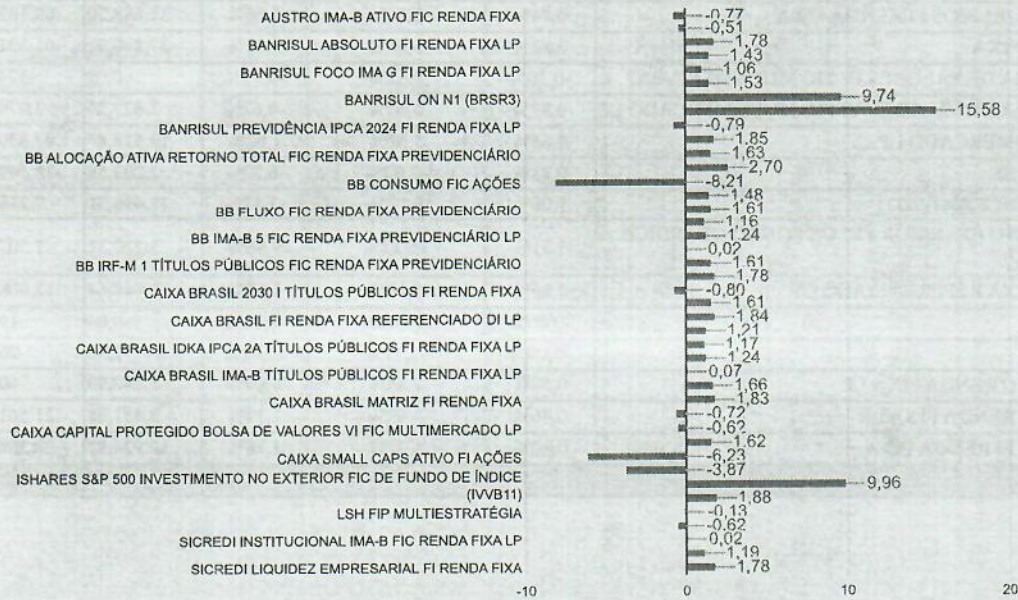 AUSTRO IMA-B ATIVO FIC RENDA FIXA -0,77
-0,51
BANRISUL ABSOLUTO FI RENDA FIXA LP 1,78
1,43
BANRISUL FOCO IMA G FI RENDA FIXA LP 1,06
1,53
BANRISUL ON N1 (BRSR3) 9,74
15,58
BANRISUL PREVIDÊNCIA IPCA 2024 FI RENDA FIXA LP -0,79
1,85
BB ALOCAÇÃO ATIVA RETORNO TOTAL FIC RENDA FIXA PREVIDENCIÁRIO 1,63
2,70
BB CONSUMO FIC AÇÕES -8,21
1,48
BB FLUXO FIC RENDA FIXA PREVIDENCIÁRIO 1,61
1,16
BB IMA-B 5 FIC RENDA FIXA PREVIDENCIÁRIO LP 1,24
0,02
BB IRF-M 1 TÍTULOS PÚBLICOS FIC RENDA FIXA PREVIDENCIÁRIO 1,61
1,78
CAIXA BRASIL 2030 I TÍTULOS PÚBLICOS FI RENDA FIXA -0,80
1,61
CAIXA BRASIL FI RENDA FIXA REFERENCIADO DI LP 1,84
1,21
CAIXA BRASIL IDKA IPCA 2A TÍTULOS PÚBLICOS FI RENDA FIXA LP 1,17
1,24
CAIXA BRASIL IMA-B TÍTULOS PÚBLICOS FI RENDA FIXA LP 0,07
1,66
CAIXA BRASIL MATRIZ FI RENDA FIXA 1,83
-0,72
CAIXA CAPITAL PROTEGIDO BOLSA DE VALORES VI FIC MULTIMERCADO LP -0,62
1,62
CAIXA SMALL CAPS ATIVO FI AÇÕES -6,23
-3,87
ISHARES S&P 500 INVESTIMENTO NO EXTERIOR FIC DE FUNDO DE ÍNDICE 9,96
(IVVB11) 1,88
LSH FIP MULTIESTRATÉGIA -0,13
-0,62
SICREDI INSTITUCIONAL IMA-B FIC RENDA FIXA LP 0,02
1,19
SICREDI LIQUIDEZ EMPRESARIAL FI RENDA FIXA 1,78
-10 0 10 20